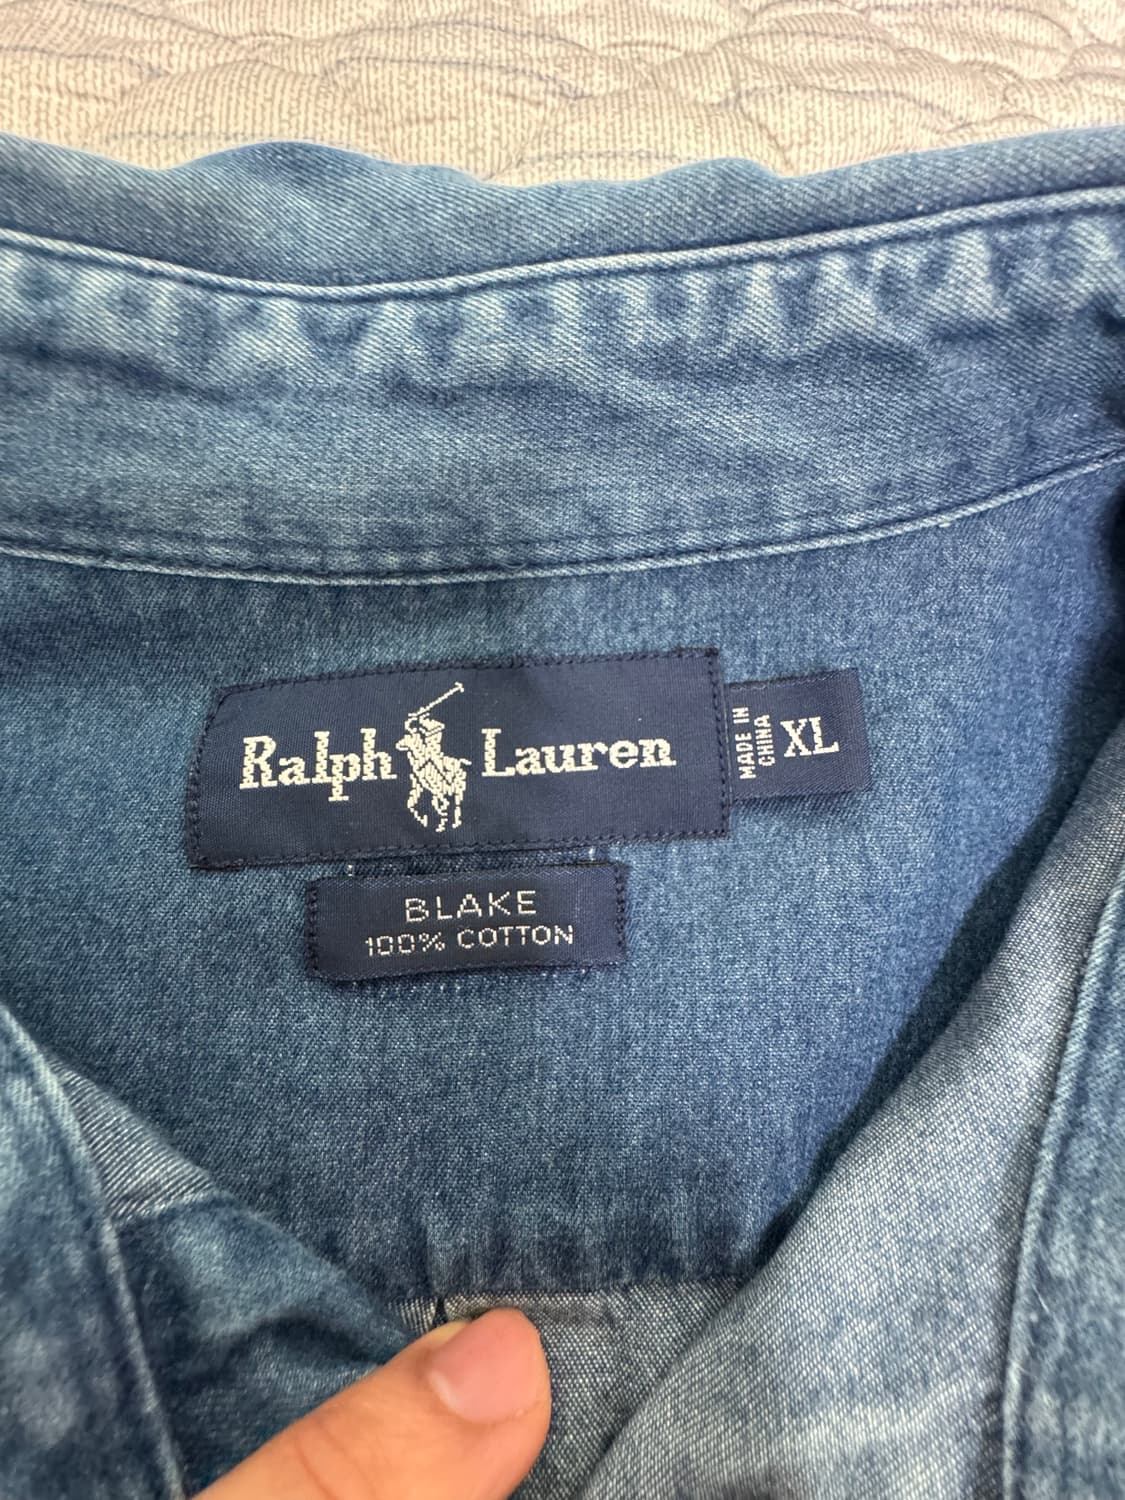 Ralph Lauren
MADE IN
CHINA
XL
BLAKE
100% COTTON